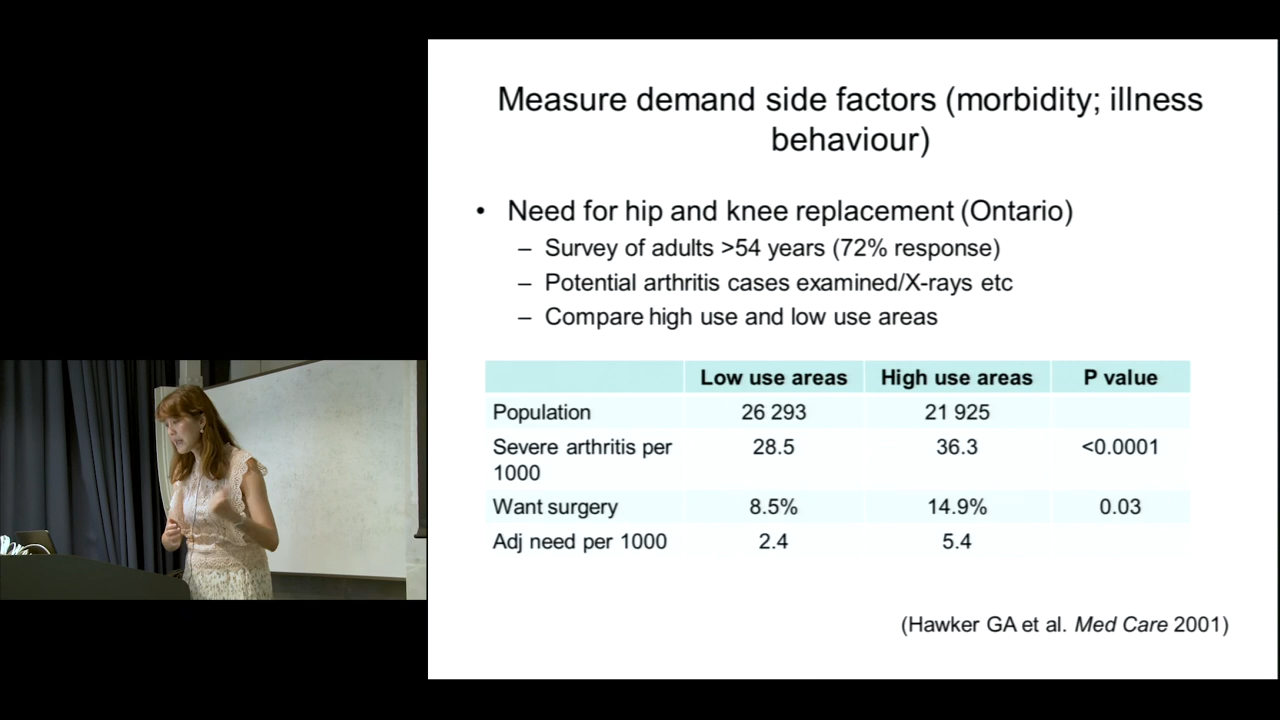 Measure demand side factors (morbidity; illness
behaviour)
• Need for hip and knee replacement (Ontario)
– Survey of adults >54 years (72% response)
– Potential arthritis cases examined/X-rays etc
– Compare high use and low use areas
Low use areas High use areas P value
Population 26 293 21 925
Severe arthritis per 28.5 36.3 <0.0001
1000
Want surgery 8.5% 14.9% 0.03
Adj need per 1000 2.4 5.4
(Hawker GA et al. Med Care 2001)